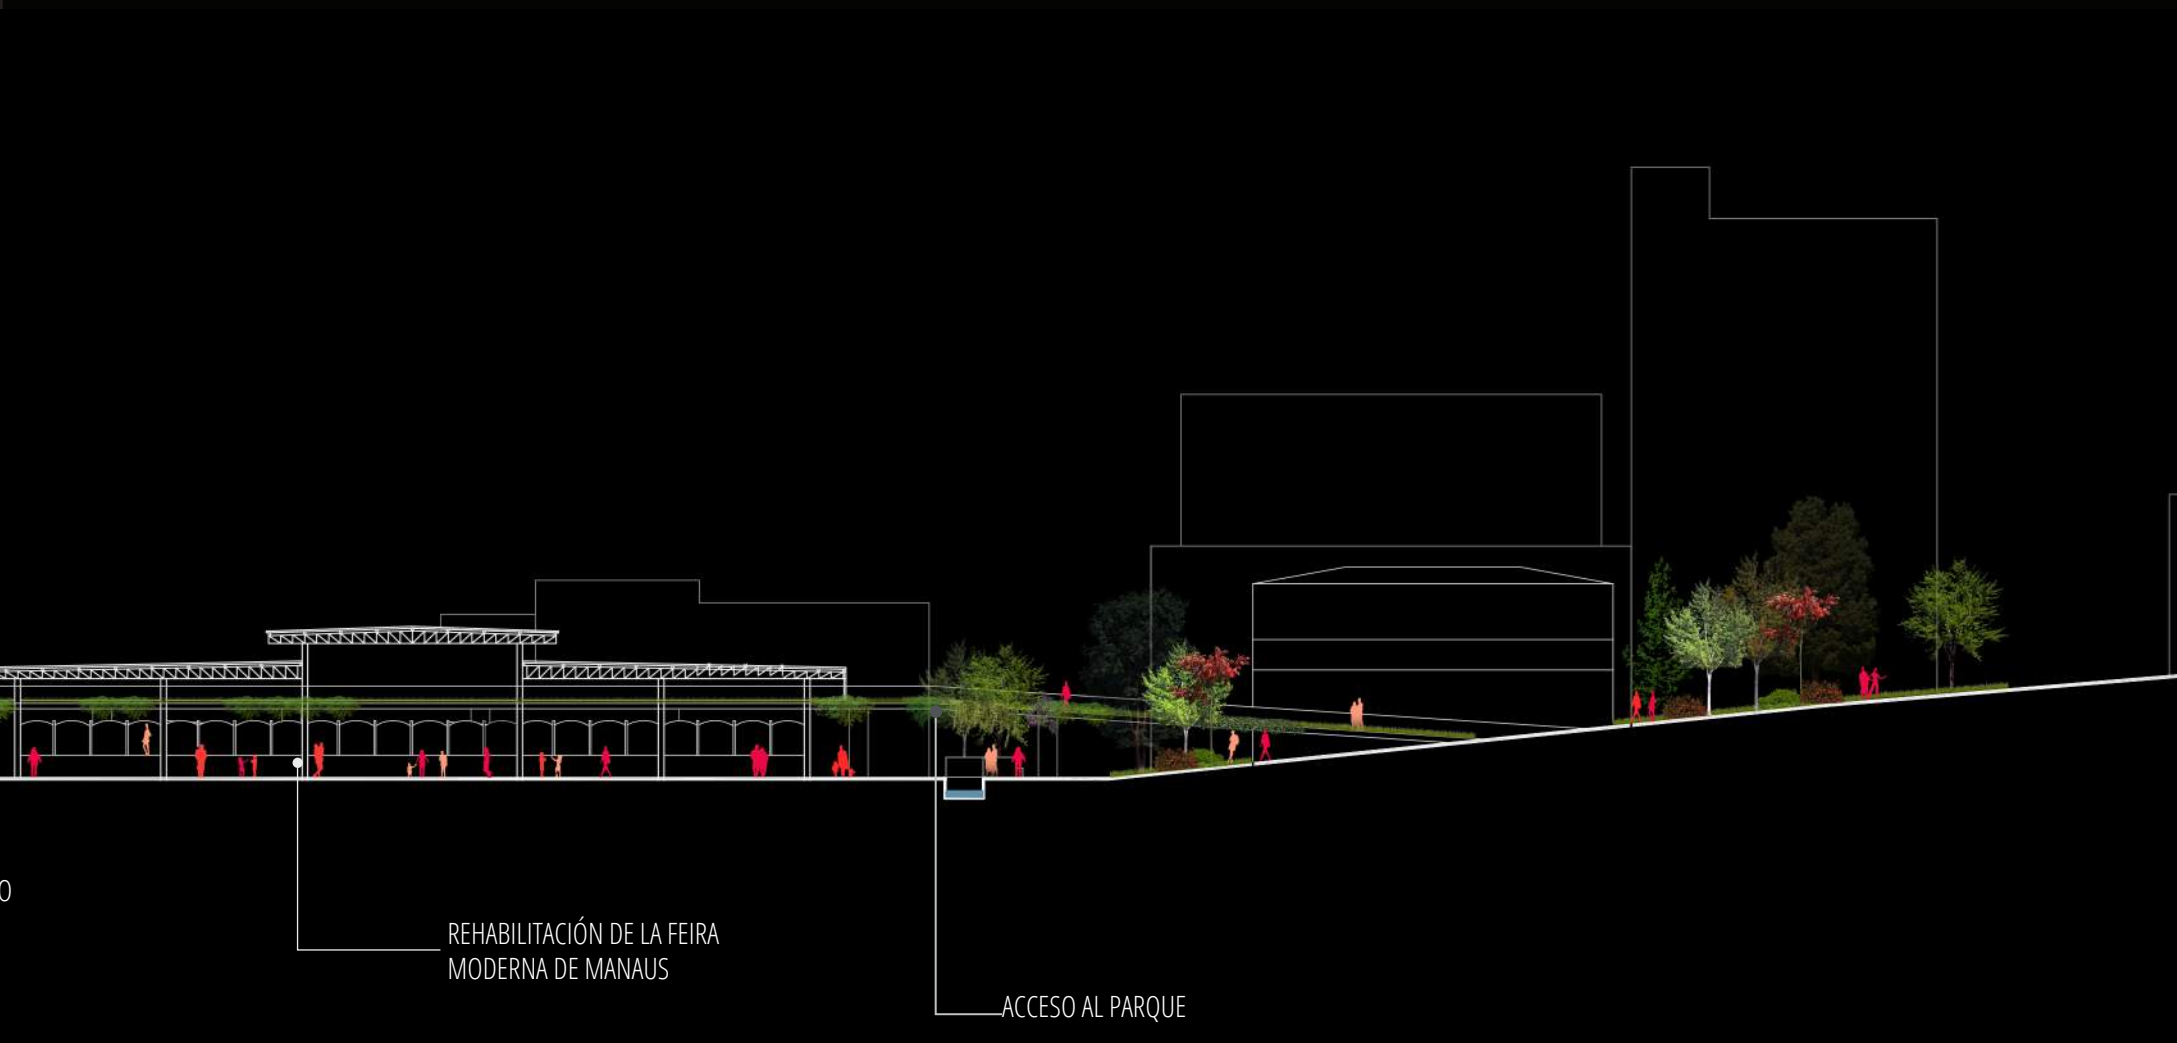 O
REHABILITACIÓN DE LA FEIRA
MODERNA DE MANAUS
ACCESO AL PARQUE